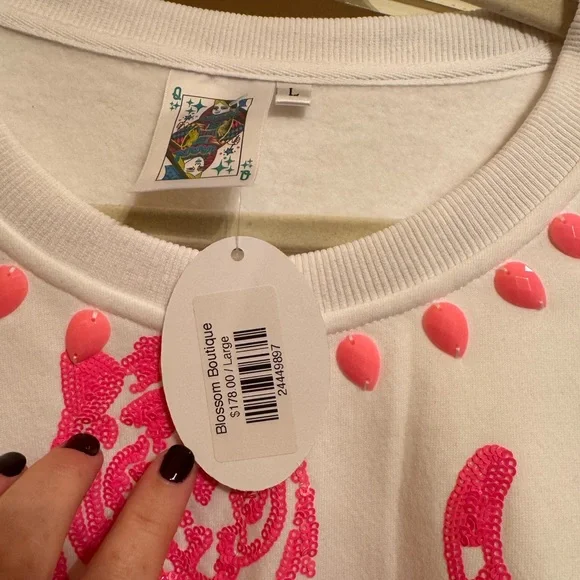 Q
L
Q
Blossom Boutique
$178.00 / Large
24449897